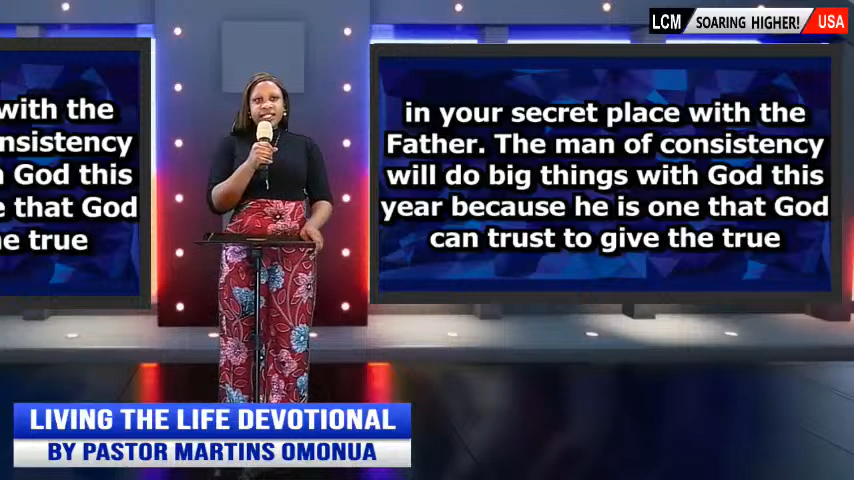 LCM SOARING HIGHER! USA
with the
nsistency
God this
e that God
e true
in your secret place with the
Father. The man of consistency
will do big things with God this
year because he is one that God
can trust to give the true
LIVING THE LIFE DEVOTIONAL
BY PASTOR MARTINS OMONUA